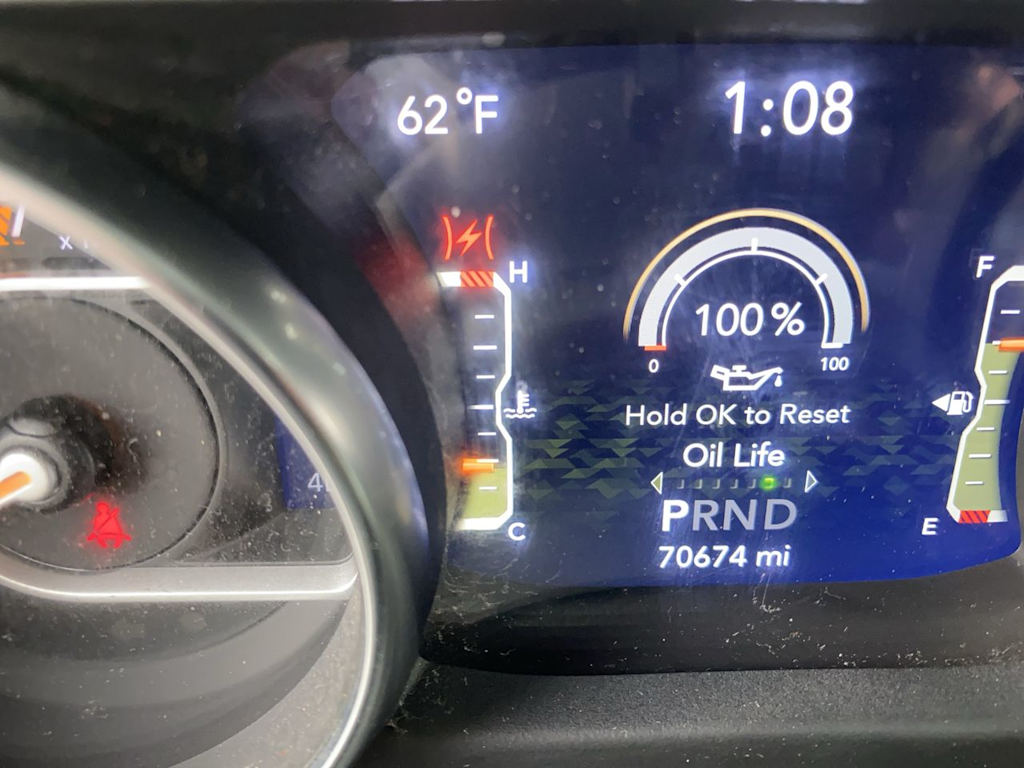 62°F
1:08
H
F
100 %
0
100
Hold OK to Reset
Oil Life
C
E
PRND
70674 mi